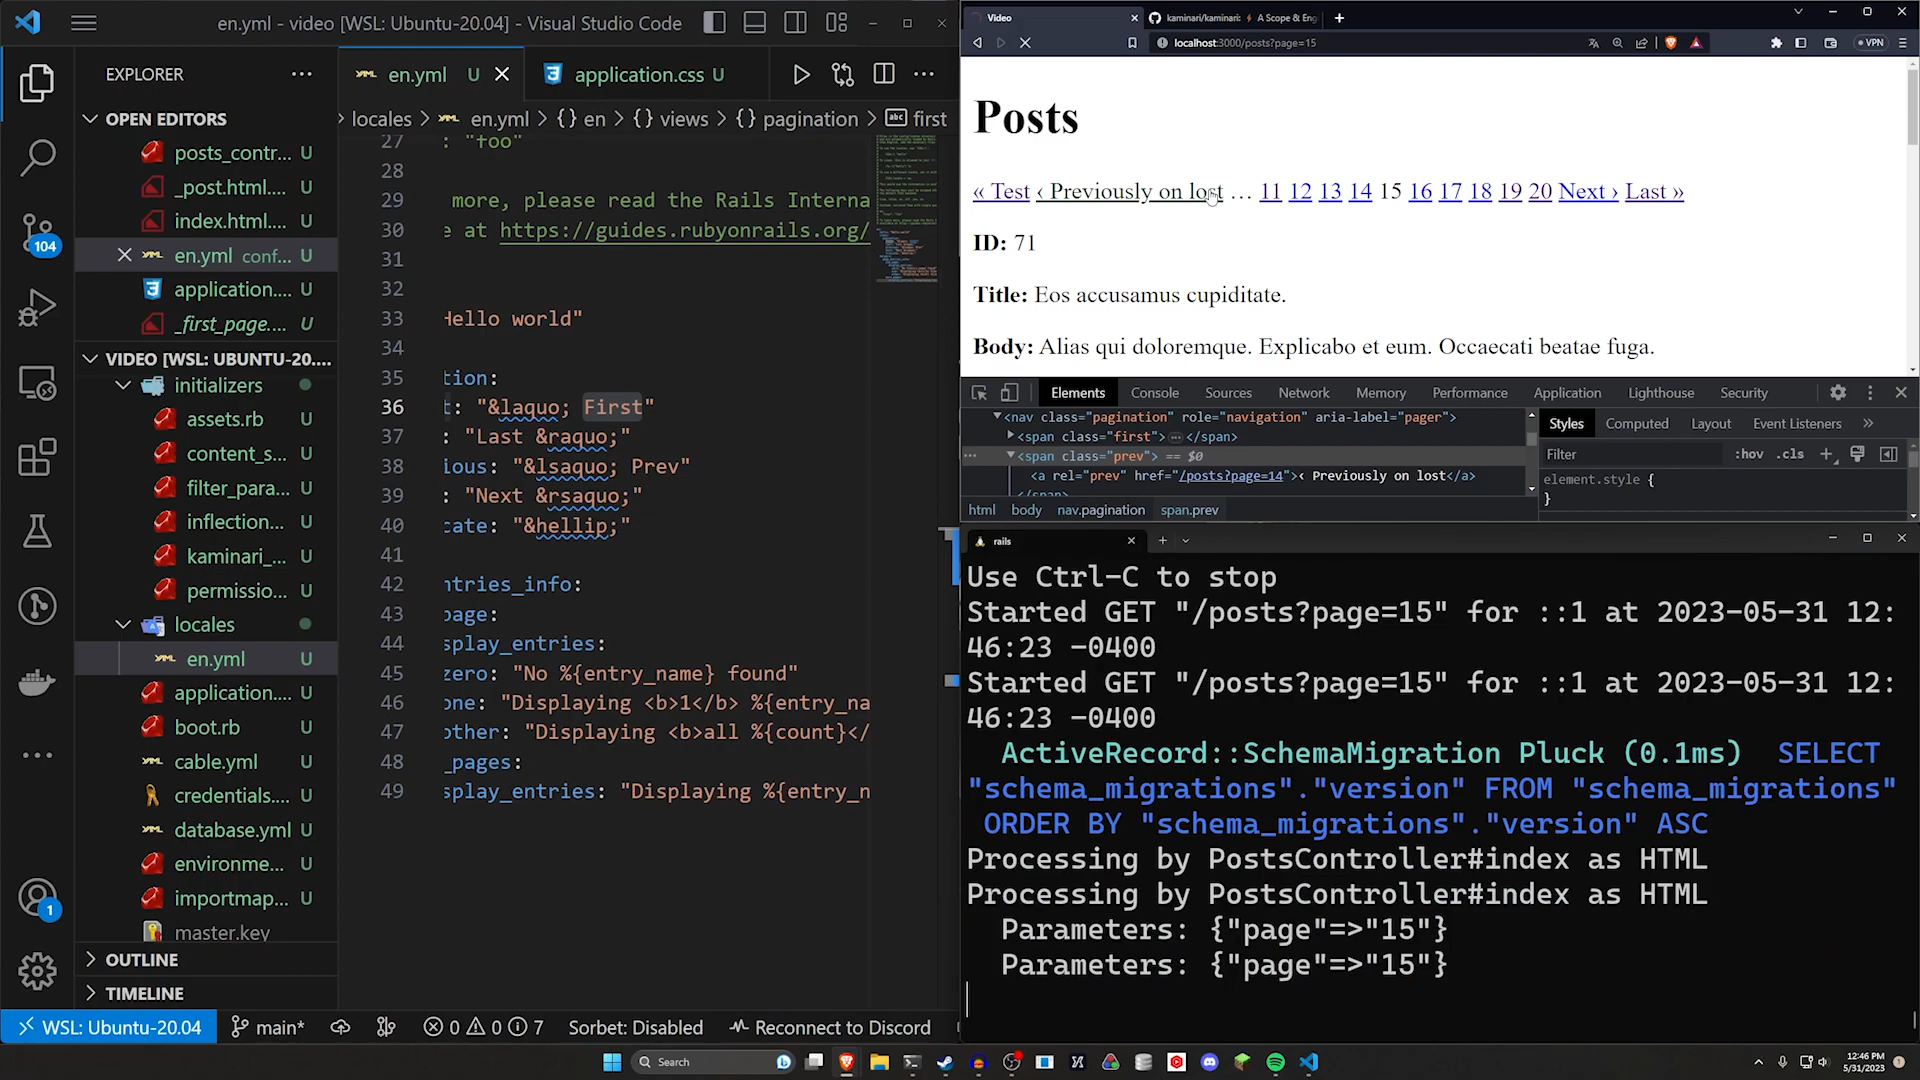 en.yml - video [WSL: Ubuntu-20.04] - Visual Studio Code
EXPLORER
OPEN EDITORS
posts_contr... U
_post.html.... U
index.html.... U
en.yml conf... U
application.... U
_first_page.... U
VIDEO [WSL: UBUNTU-20....
initializers
assets.rb U
content_s... U
filter_para... U
inflection... U
kaminari_... U
permissio... U
locales
en.yml U
application.... U
boot.rb U
cable.yml U
credentials.... U
database.yml U
environme... U
importmap... U
master.key
OUTLINE
TIMELINE
104
1
en.yml U
application.css U
locales > en.yml > {} en > {} views > {} pagination > abc first
27 : "foo"
28
29 more, please read the Rails Interna
30 e at https://guides.rubyonrails.org/
31
32
33 Hello world"
34
35 tion:
36 t: "&laquo; First"
37 : "Last &raquo;"
38 ious: "&lsaquo; Prev"
39 : "Next &rsaquo;"
40 cate: "&hellip;"
41
42 ntries_info:
43 page:
44 splay_entries:
45 zero: "No %{entry_name} found"
46 one: "Displaying <b>1</b> %{entry_na
47 other: "Displaying <b>all %{count}</
48 _pages:
49 splay_entries: "Displaying %{entry_n
WSL: Ubuntu-20.04 main* 0 0 7 Sorbet: Disabled Reconnect to Discord
Video
kaminari/kaminari: ⚡ A Scope & Eng
localhost:3000/posts?page=15
VPN
Posts
« Test ‹ Previously on lost … 11 12 13 14 15 16 17 18 19 20 Next › Last »
ID: 71
Title: Eos accusamus cupiditate.
Body: Alias qui doloremque. Explicabo et eum. Occaecati beatae fuga.
Elements Console Sources Network Memory Performance Application Lighthouse Security
<nav class="pagination" role="navigation" aria-label="pager">
<span class="first"> … </span>
<span class="prev"> == $0
<a rel="prev" href="/posts?page=14">‹ Previously on lost</a>
</span>
html body nav.pagination span.prev
Styles Computed Layout Event Listeners »
Filter :hov .cls +
element.style {
}
rails
Use Ctrl-C to stop
Started GET "/posts?page=15" for ::1 at 2023-05-31 12:
46:23 -0400
Started GET "/posts?page=15" for ::1 at 2023-05-31 12:
46:23 -0400
ActiveRecord::SchemaMigration Pluck (0.1ms) SELECT
"schema_migrations"."version" FROM "schema_migrations"
ORDER BY "schema_migrations"."version" ASC
Processing by PostsController#index as HTML
Processing by PostsController#index as HTML
Parameters: {"page"=>"15"}
Parameters: {"page"=>"15"}
Search
12:46 PM
5/31/2023